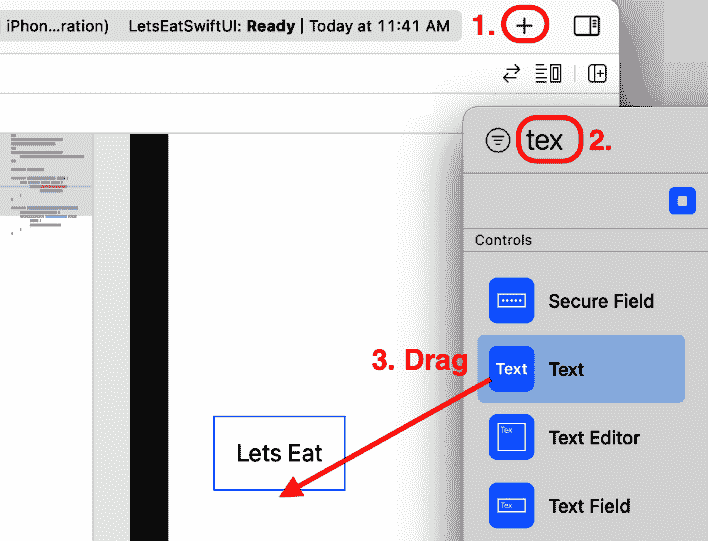 iPhon...ration) LetsEatSwiftUI: Ready | Today at 11:41 AM 1.
tex 2.
Controls
Secure Field
3. Drag
Text Text
Tex Text Editor
Lets Eat
Tex Text Field